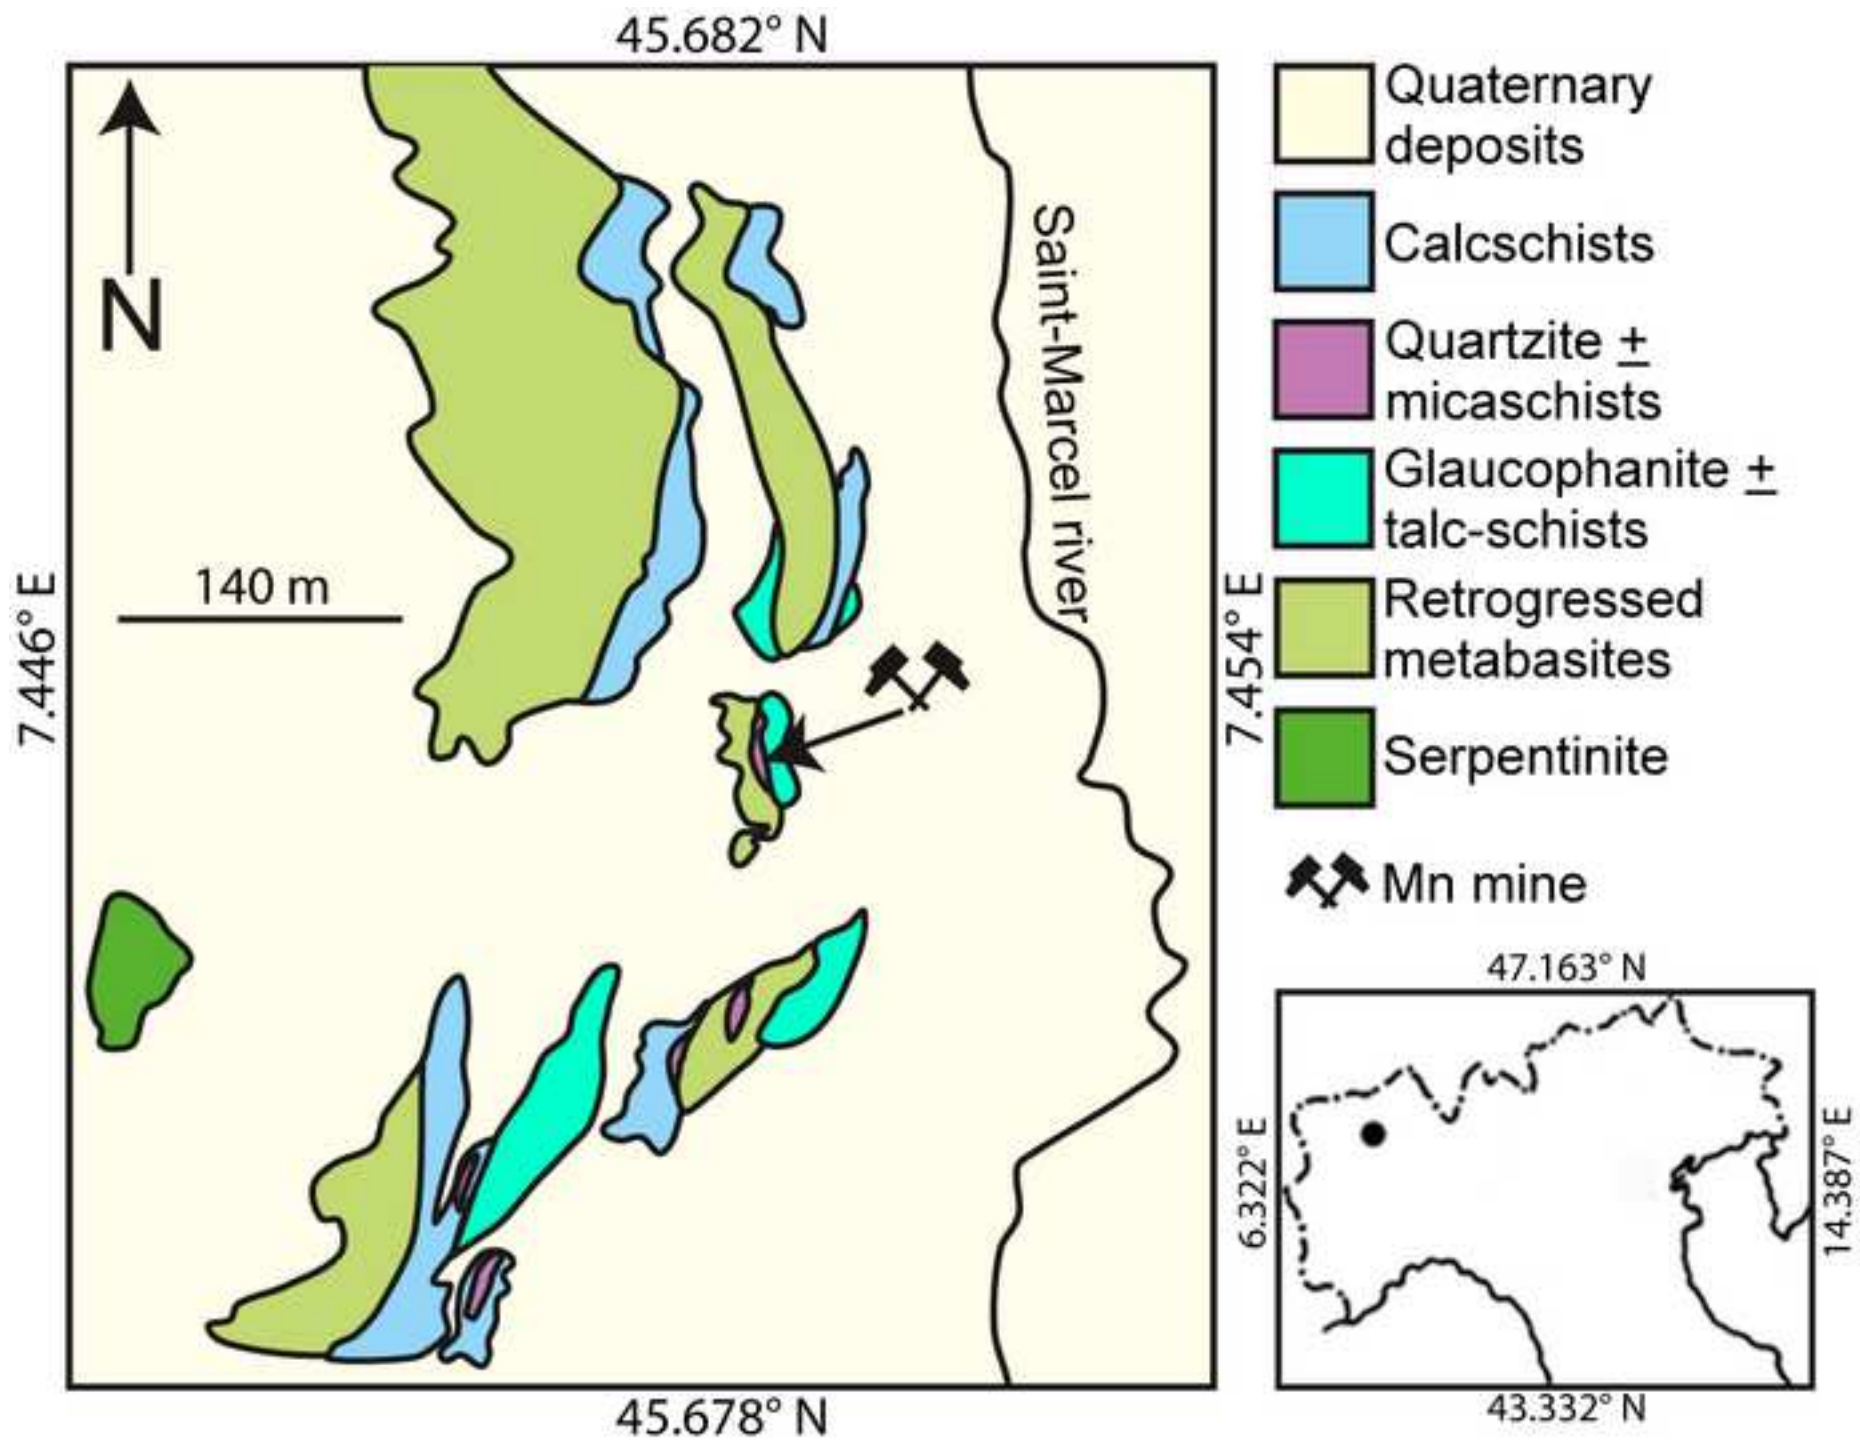 45.682° N
N
140 m
7.446° E
Saint-Marcel river
7.454° E
45.678° N
Quaternary
deposits
Calcschists
Quartzite ±
micaschists
Glaucophanite ±
talc-schists
Retrogressed
metabasites
Serpentinite
Mn mine
47.163° N
6.322° E
14.387° E
43.332° N